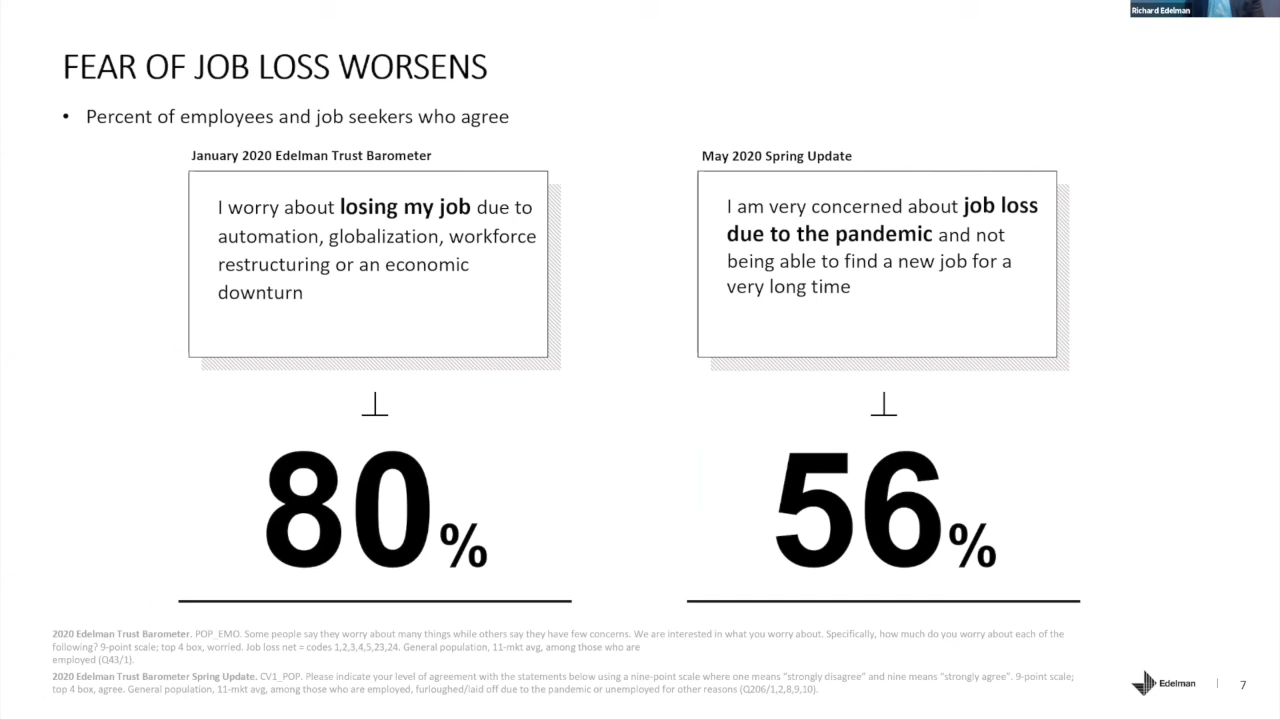 Richard Edelman
FEAR OF JOB LOSS WORSENS
• Percent of employees and job seekers who agree
January 2020 Edelman Trust Barometer
I worry about losing my job due to
automation, globalization, workforce
restructuring or an economic
downturn
80%
May 2020 Spring Update
I am very concerned about job loss
due to the pandemic and not
being able to find a new job for a
very long time
56%
2020 Edelman Trust Barometer. POP_EMO. Some people say they worry about many things while others say they have few concerns. We are interested in what you worry about. Specifically, how much do you worry about each of the
following? 9-point scale; top 4 box, worried. Job loss net = codes 1,2,3,4,5,23,24. General population, 11-mkt avg, among those who are
employed (Q43/1).
2020 Edelman Trust Barometer Spring Update. CV1_POP. Please indicate your level of agreement with the statements below using a nine-point scale where one means “strongly disagree” and nine means “strongly agree”. 9-point scale;
top 4 box, agree. General population, 11-mkt avg, among those who are employed, furloughed/laid off due to the pandemic or unemployed for other reasons (Q206/1,2,8,9,10).
Edelman
7